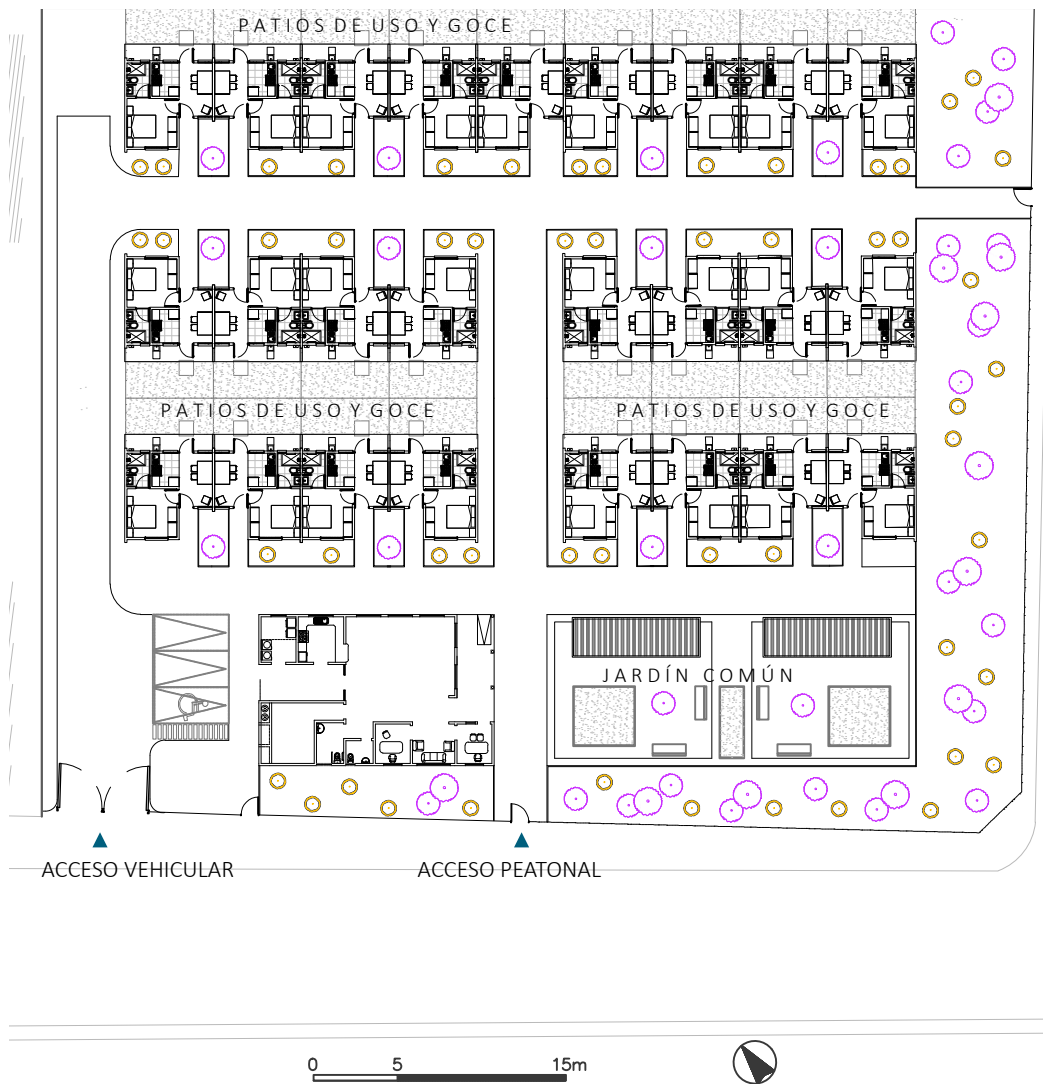 PATIOS DE USO Y GOCE
PATIOS DE USO Y GOCE
PATIOS DE USO Y GOCE
JARDÍN COMÚN
ACCESO VEHICULAR
ACCESO PEATONAL
0 5 15m